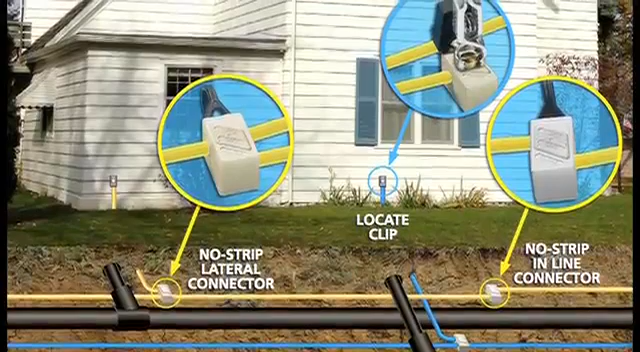 LOCATE
CLIP
NO-STRIP
LATERAL
CONNECTOR
NO-STRIP
IN LINE
CONNECTOR